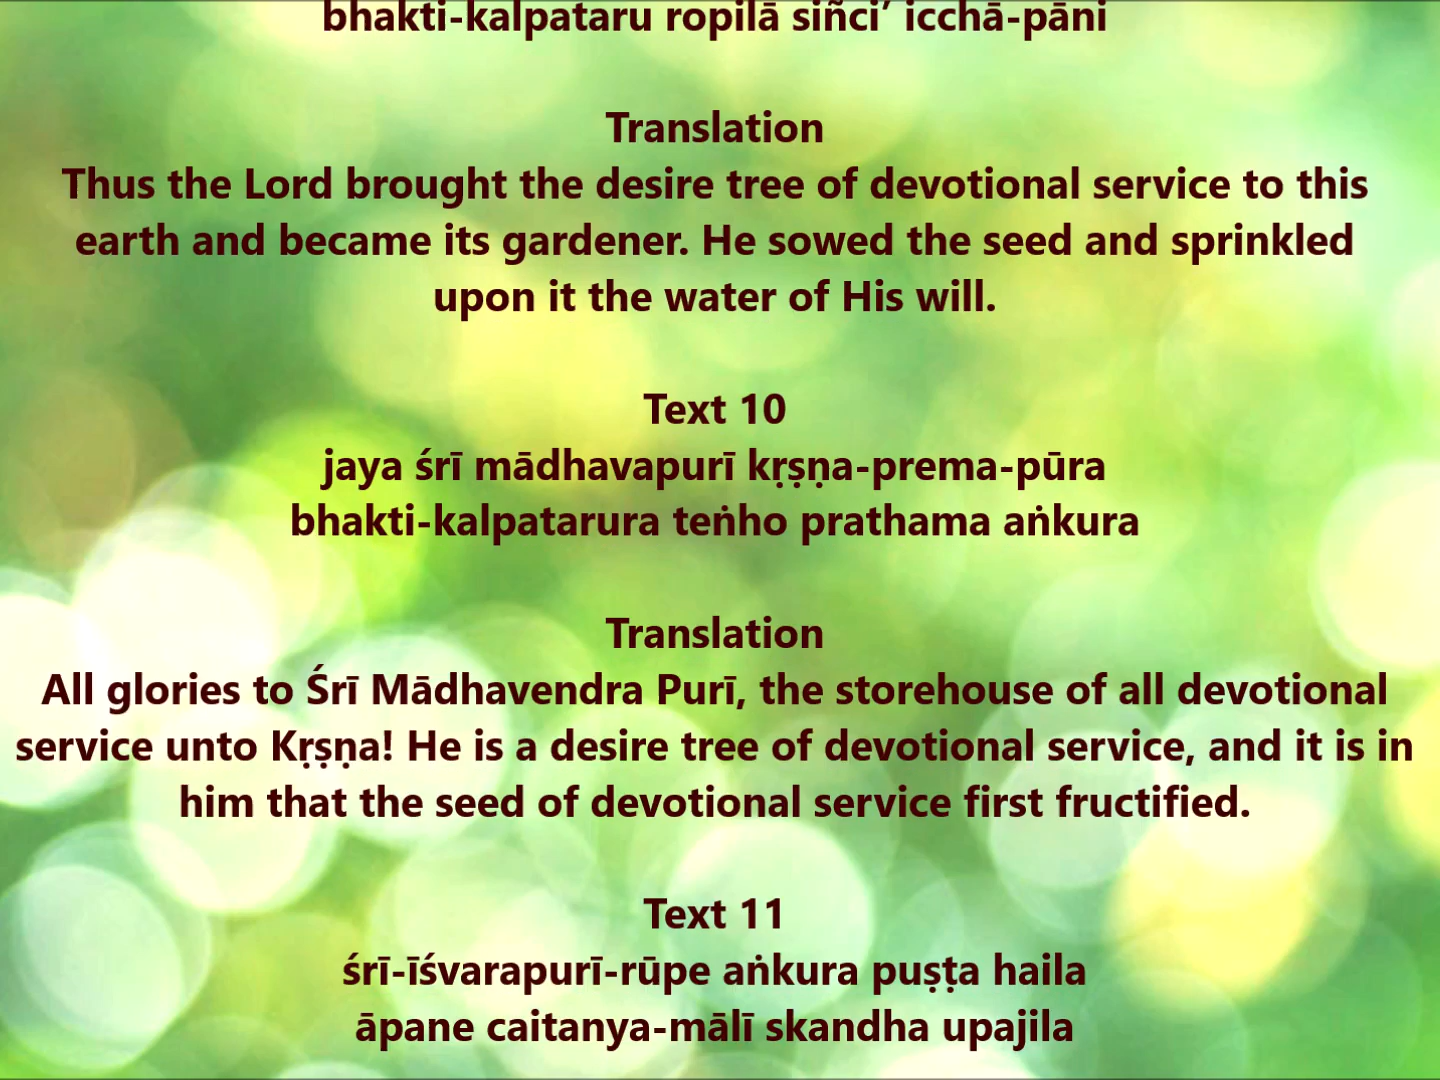 bhakti-kalpataru ropilā siñci’ icchā-pāni
Translation
Thus the Lord brought the desire tree of devotional service to this
earth and became its gardener. He sowed the seed and sprinkled
upon it the water of His will.
Text 10
jaya śrī mādhavapurī kṛṣṇa-prema-pūra
bhakti-kalpatarura teṅho prathama aṅkura
Translation
All glories to Śrī Mādhavendra Purī, the storehouse of all devotional
service unto Kṛṣṇa! He is a desire tree of devotional service, and it is in
him that the seed of devotional service first fructified.
Text 11
śrī-īśvarapurī-rūpe aṅkura puṣṭa haila
āpane caitanya-mālī skandha upajila